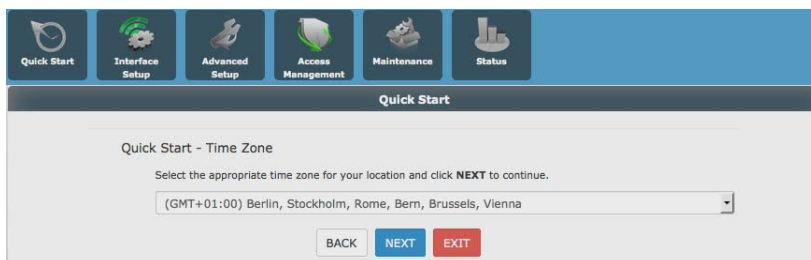 Quick Start
Interface
Setup
Advanced
Setup
Access
Management
Maintenance
Status
Quick Start
Quick Start - Time Zone
Select the appropriate time zone for your location and click NEXT to continue.
(GMT+01:00) Berlin, Stockholm, Rome, Bern, Brussels, Vienna
BACK NEXT EXIT